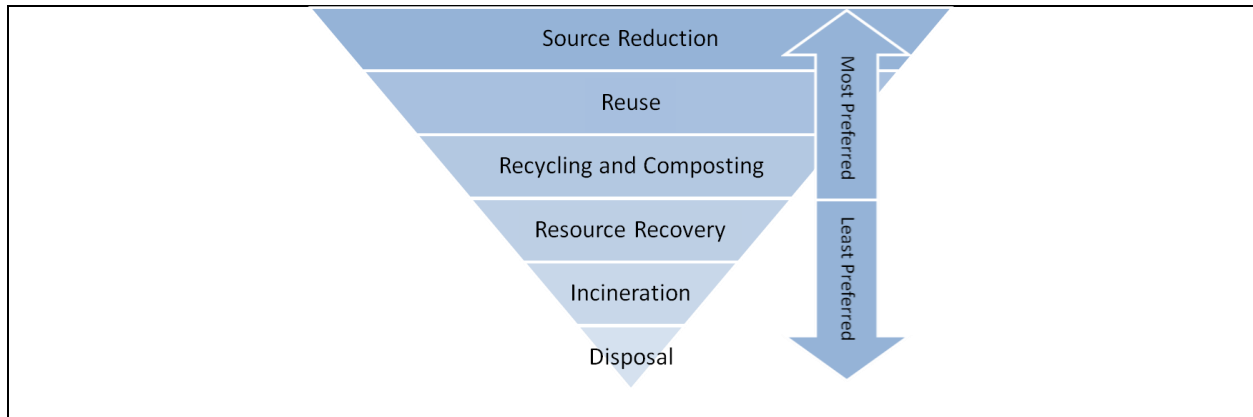 Source Reduction
Reuse
Recycling and Composting
Resource Recovery
Incineration
Disposal
Most Preferred
Least Preferred